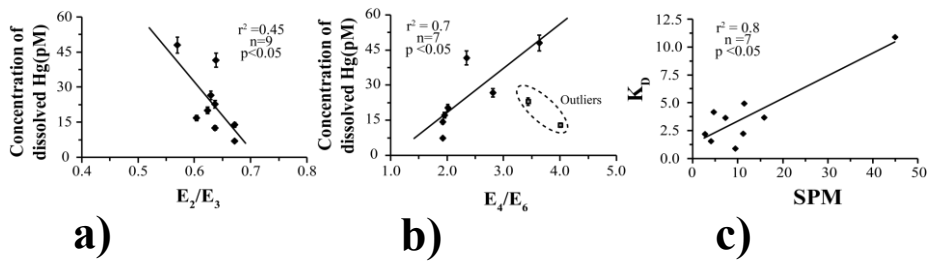 Concentration of
dissolved Hg(pM)
60
45
30
15
0
r² =0.45
n=9
p<0.05
0.5
0.6
0.7
0.8
E₂/E₃
a)
Concentration of
dissolved Hg(pM)
60
45
30
15
0
r² =0.7
n=7
p <0.05
Outliers
1.0
2.0
3.0
4.0
5.0
E₄/E₆
b)
K_D
12.5
10.0
7.5
5.0
2.5
0.0
r² =0.8
n =7
p <0.05
0
10
20
30
40
50
SPM
c)